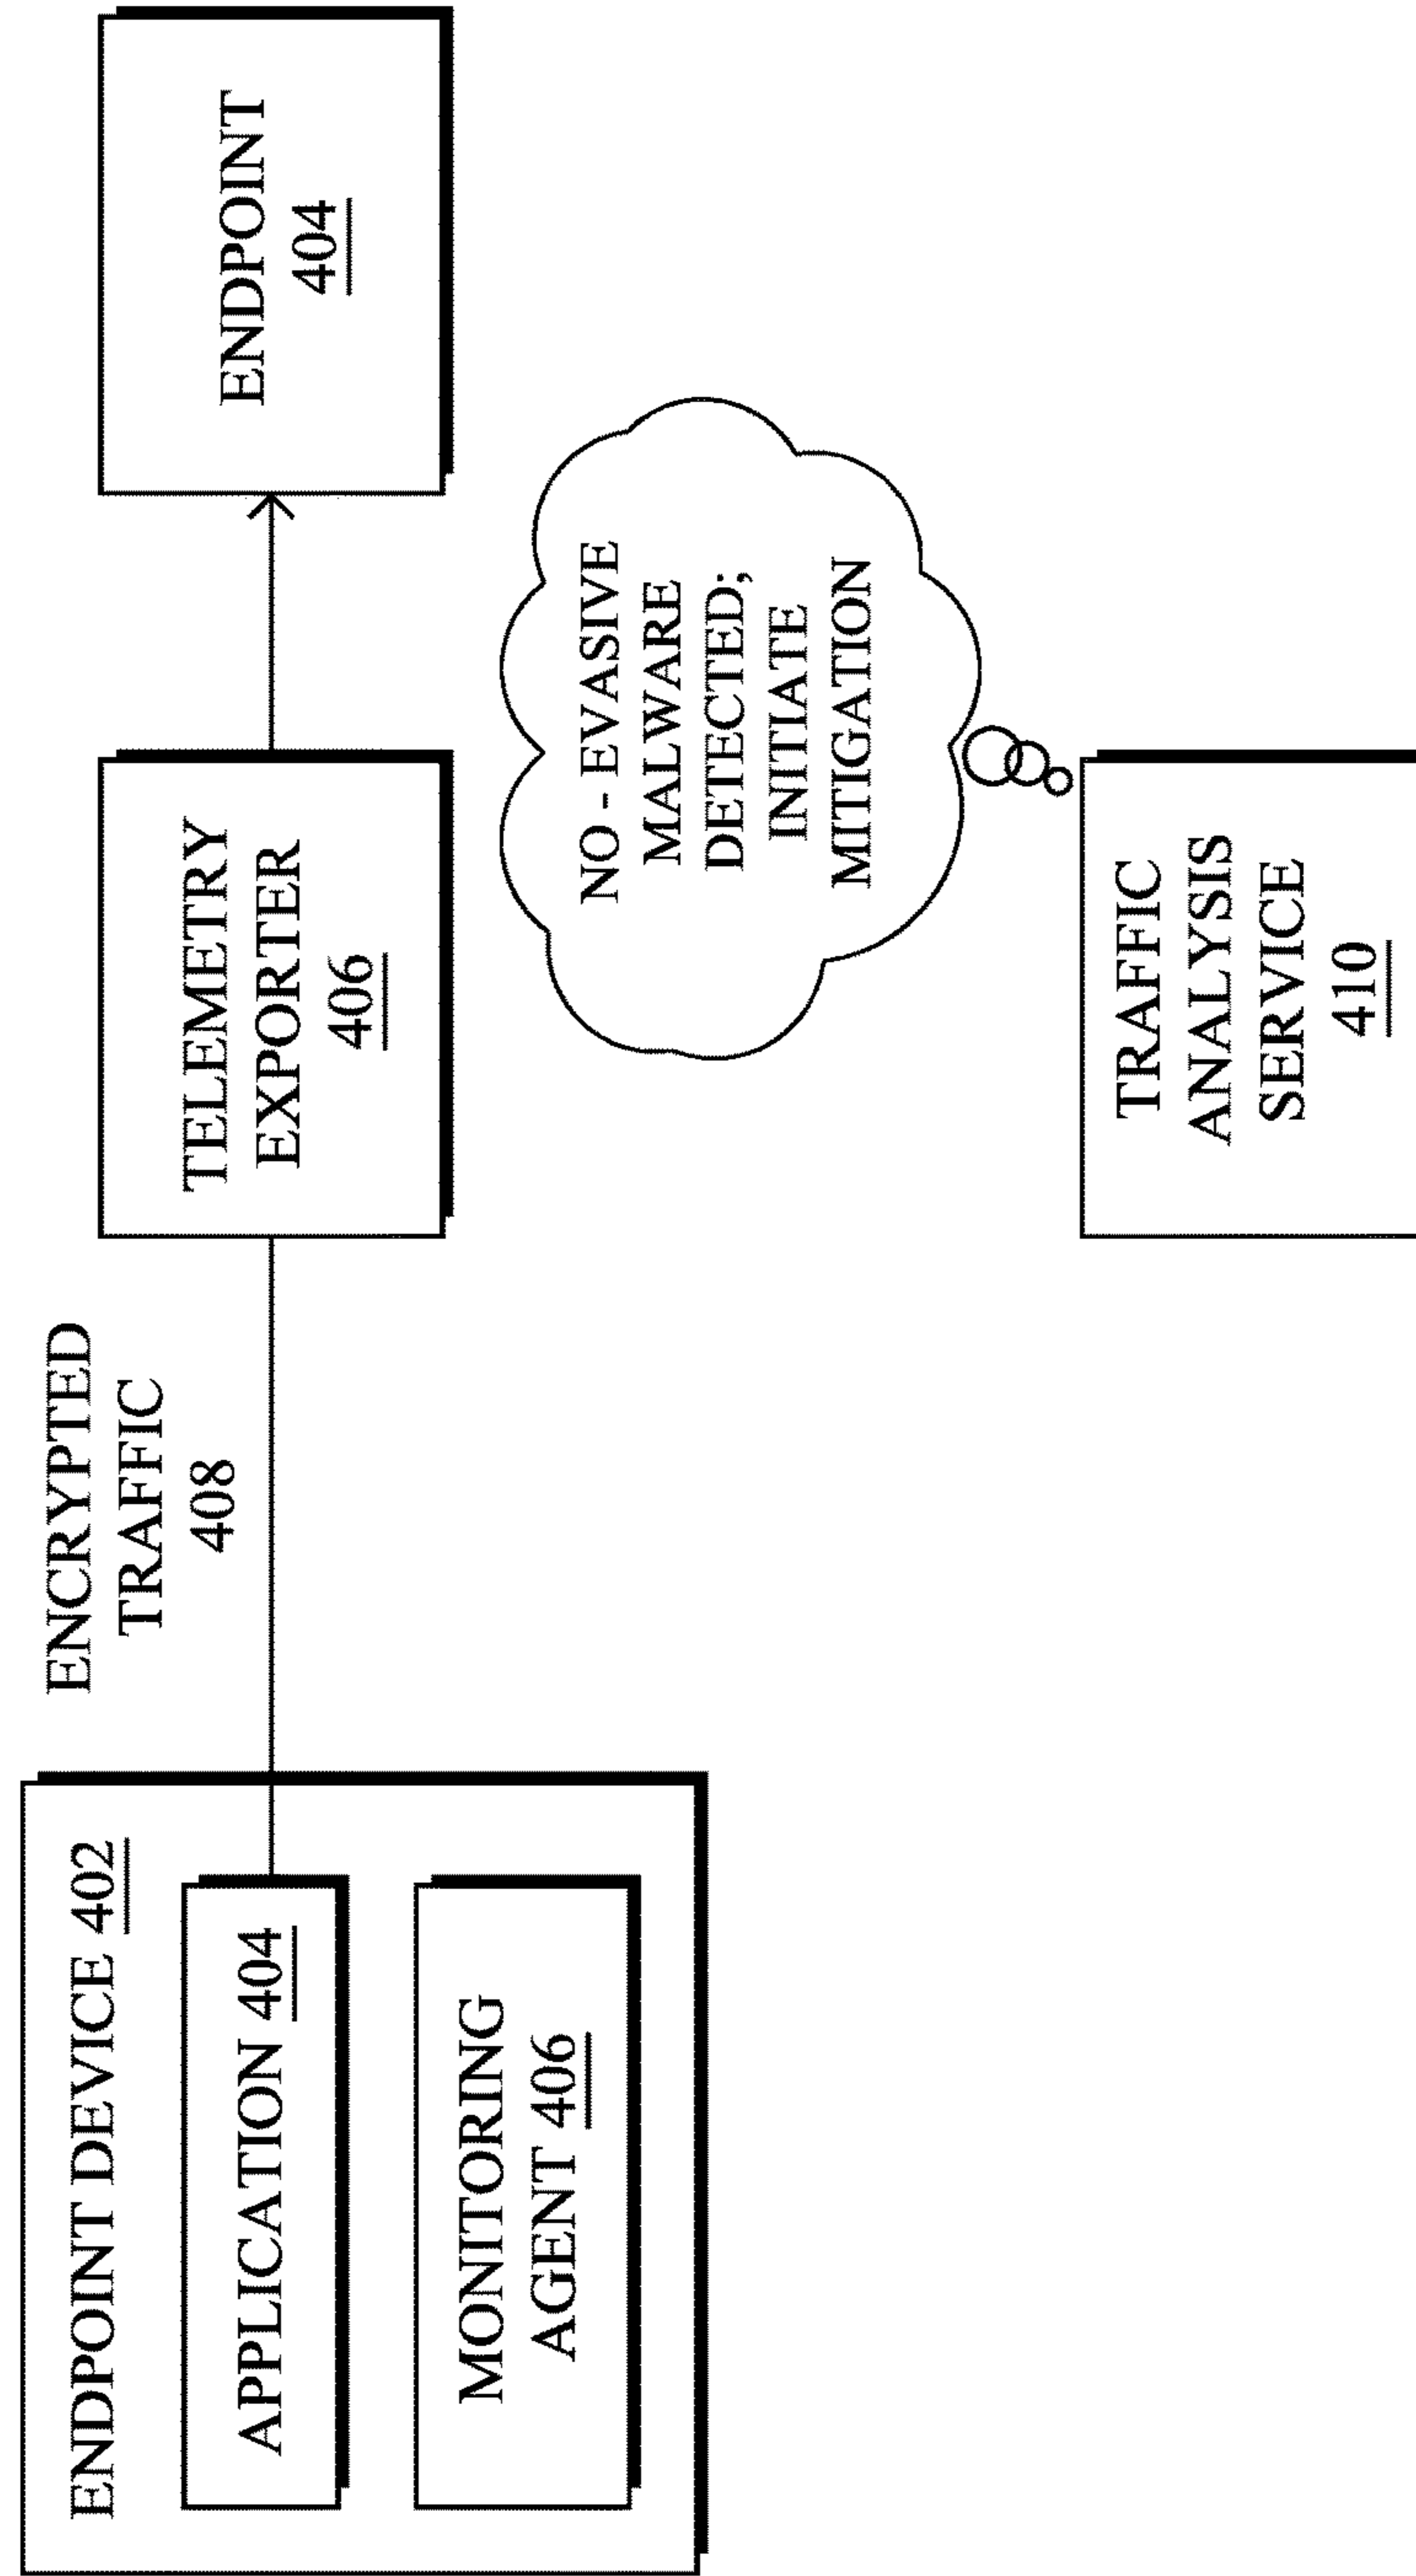 ENDPOINT DEVICE 402
APPLICATION 404
MONITORING
AGENT 406
ENCRYPTED
TRAFFIC
408
TELEMETRY
EXPORTER
406
ENDPOINT
404
NO - EVASIVE
MALWARE
DETECTED;
INITIATE
MITIGATION
TRAFFIC
ANALYSIS
SERVICE
410